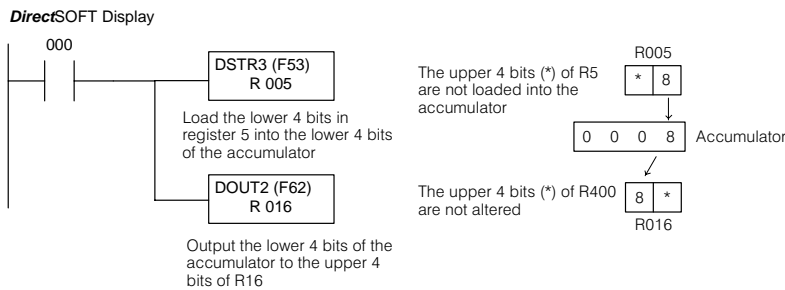 DirectSOFT Display
000
DSTR3 (F53)
R 005
Load the lower 4 bits in
register 5 into the lower 4 bits
of the accumulator
DOUT2 (F62)
R 016
Output the lower 4 bits of the
accumulator to the upper 4
bits of R16
R005
The upper 4 bits (*) of R5
are not loaded into the
accumulator
* 8
0 0 0 8 Accumulator
The upper 4 bits (*) of R400
are not altered
8 *
R016